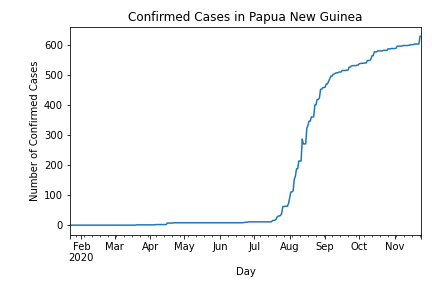 Confirmed Cases in Papua New Guinea
Number of Confirmed Cases
600
500
400
300
200
100
0
Feb Mar Apr May Jun Jul Aug Sep Oct Nov
2020
Day